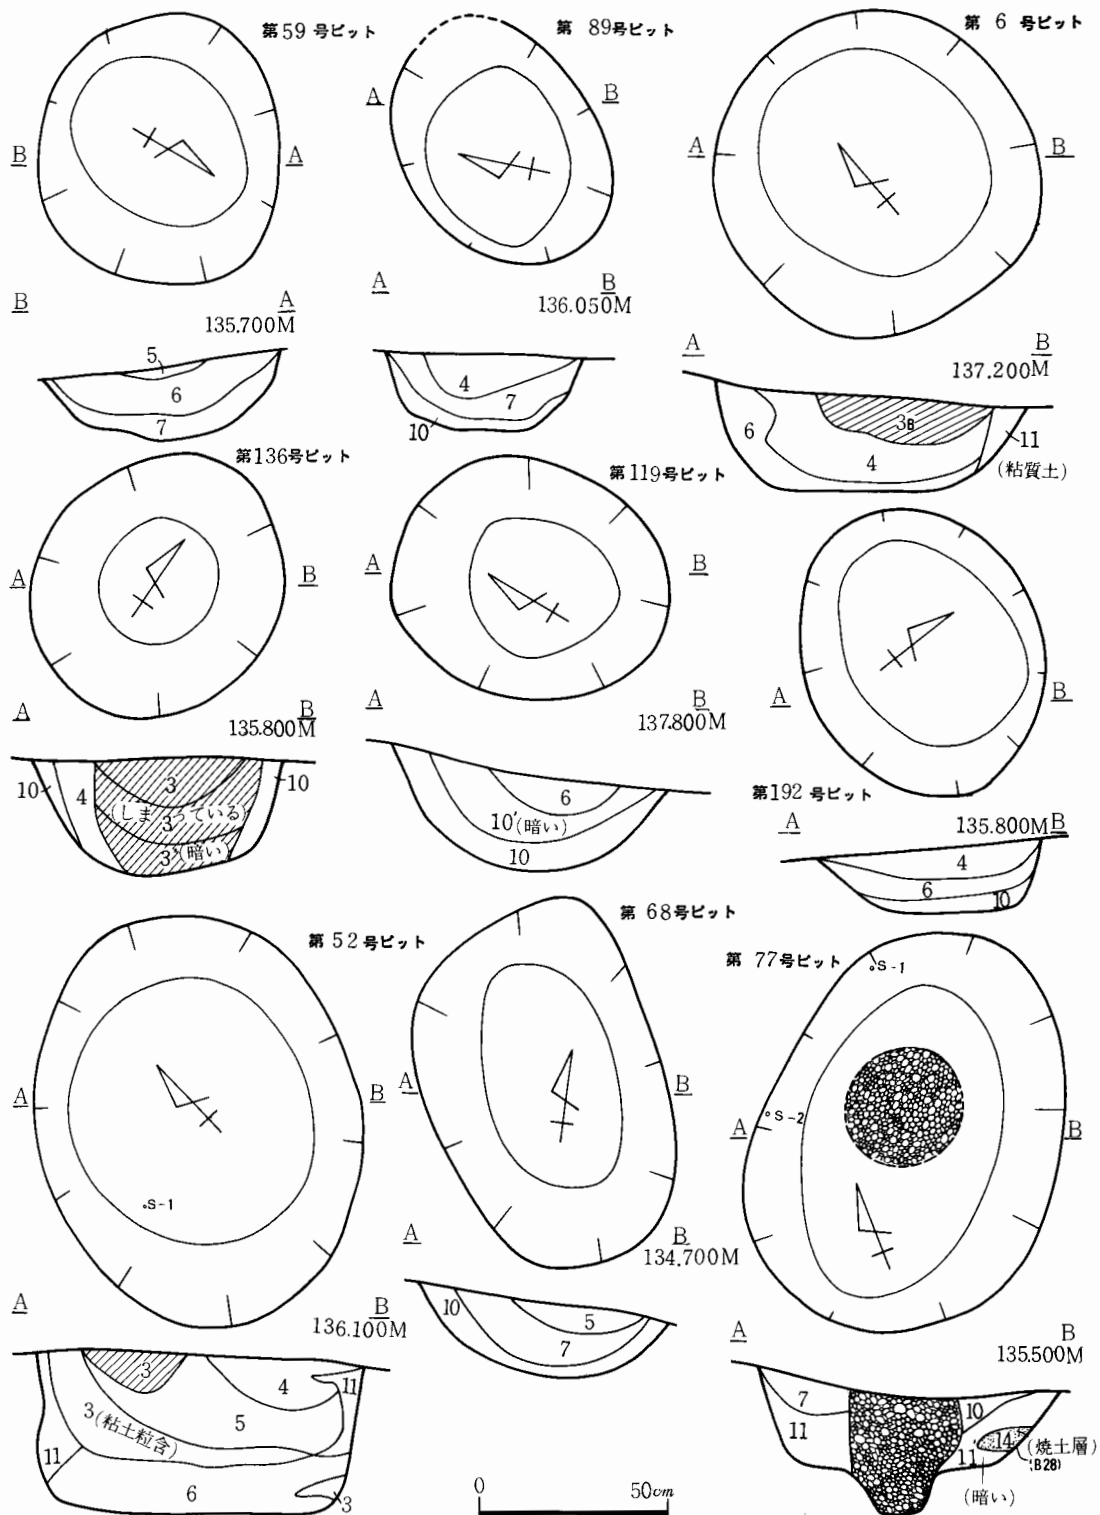 第59号ピット
B
A
B
A
135.700M
5
6
7
第 89号ピット
A
B
A
B
136.050M
4
7
10
第 6 号ピット
A
B
A
B
137.200M
6
3B
4
11
(粘質土)
第136号ピット
A
B
A
B
135.800M
10
4
3
(しまっている)
3'
3"(暗い)
10
第119号ピット
A
B
A
B
137.800M
6
10'(暗い)
10
A
B
第192号ピット
A
B
135.800M
4
6
10
第52号ピット
A
B
S-1
A
B
136.100M
3
4
11
5
3(粘土粒含)
11
6
3
第 68号ピット
A
B
A
B
134.700M
10
5
7
第 77号ピット
S-1
S-2
A
B
A
B
135.500M
7
11
10
14
(焼土層)
(B28)
11'
(暗い)
0
50cm